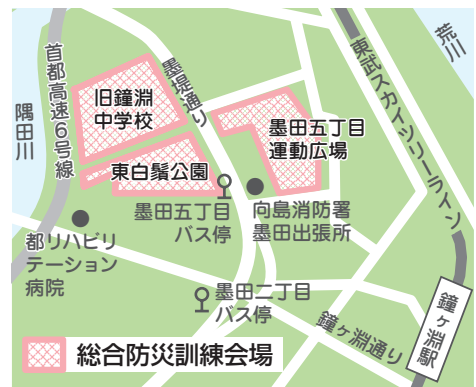 首都高速6号線
隅田川
旧鐘淵
中学校
墨堤通り
東白鬚公園
墨田五丁目
運動広場
東武スカイツリーライン
荒川
墨田五丁目
バス停
向島消防署
墨田出張所
都リハビリ
テーション
病院
墨田二丁目
バス停
鐘ヶ淵通り
鐘ヶ淵駅
総合防災訓練会場